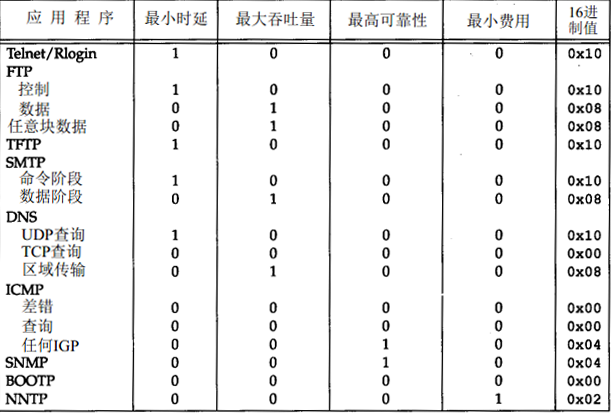 应用程序 最小时延 最大吞吐量 最高可靠性 最小费用 16进制值
Telnet/Rlogin 1 0 0 0 0x10
FTP
控制 1 0 0 0 0x10
数据 0 1 0 0 0x08
任意块数据 0 1 0 0 0x08
TFTP 1 0 0 0 0x10
SMTP
命令阶段 1 0 0 0 0x10
数据阶段 0 1 0 0 0x08
DNS
UDP查询 1 0 0 0 0x10
TCP查询 0 0 0 0 0x00
区域传输 0 1 0 0 0x08
ICMP
差错 0 0 0 0 0x00
查询 0 0 0 0 0x00
任何IGP 0 0 1 0 0x04
SNMP 0 0 1 0 0x04
BOOTP 0 0 0 0 0x00
NNTP 0 0 0 1 0x02